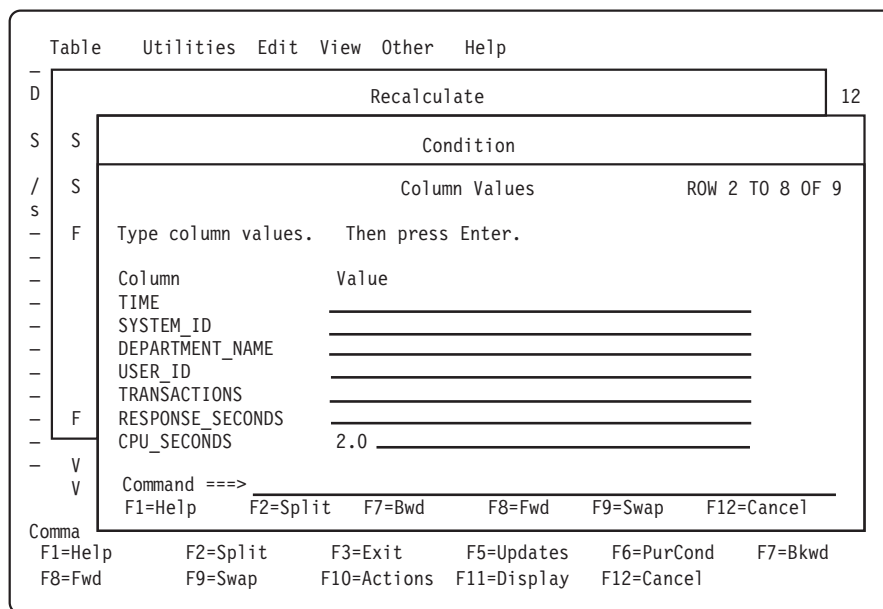 Table Utilities Edit View Other Help
–
D Recalculate 12
S S Condition
/ S Column Values ROW 2 TO 8 OF 9
s
– F Type column values. Then press Enter.
–
– Column Value
– TIME
– SYSTEM_ID
– DEPARTMENT_NAME
– USER_ID
– TRANSACTIONS
– F RESPONSE_SECONDS
– CPU_SECONDS 2.0
– V
V Command ===>
F1=Help F2=Split F7=Bwd F8=Fwd F9=Swap F12=Cancel
Comma
F1=Help F2=Split F3=Exit F5=Updates F6=PurCond F7=Bkwd
F8=Fwd F9=Swap F10=Actions F11=Display F12=Cancel